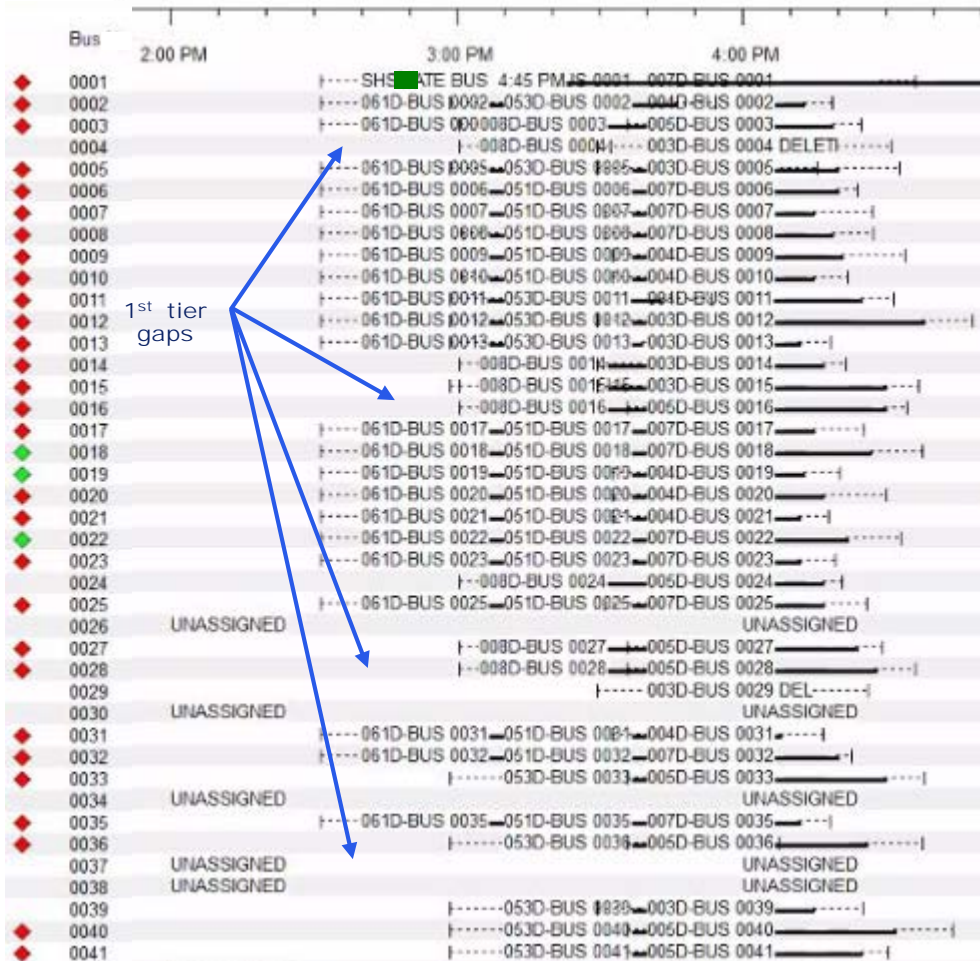 Bus
2:00 PM 3:00 PM 4:00 PM
0001 BUS 4:45 PM 0001 007D-BUS 0001
0002 061D-BUS 0002 053D-BUS 0002 004D-BUS 0002
0003 061D-BUS 008D-BUS 0003 005D-BUS 0003
0004 008D-BUS 0004 003D-BUS 0004
0005 061D-BUS 0005 053D-BUS 0005 003D-BUS 0005
0006 061D-BUS 0006 051D-BUS 0006 007D-BUS 0006
0007 061D-BUS 0007 051D-BUS 0007 007D-BUS 0007
0008 061D-BUS 0008 051D-BUS 0008 007D-BUS 0008
0009 061D-BUS 0009 051D-BUS 0009 004D-BUS 0009
0010 061D-BUS 0010 051D-BUS 0010 004D-BUS 0010
0011 061D-BUS 0011 053D-BUS 0011 004D-BUS 0011
0012 061D-BUS 0012 053D-BUS 0012 003D-BUS 0012
0013 061D-BUS 0013 053D-BUS 0013 003D-BUS 0013
0014 008D-BUS 0014 003D-BUS 0014
0015 008D-BUS 0015 003D-BUS 0015
0016 008D-BUS 0016 005D-BUS 0016
0017 061D-BUS 0017 051D-BUS 0017 007D-BUS 0017
0018 061D-BUS 0018 051D-BUS 0018 007D-BUS 0018
0019 061D-BUS 0019 051D-BUS 0019 004D-BUS 0019
0020 061D-BUS 0020 051D-BUS 0020 004D-BUS 0020
0021 061D-BUS 0021 051D-BUS 0021 004D-BUS 0021
0022 061D-BUS 0022 051D-BUS 0022 007D-BUS 0022
0023 061D-BUS 0023 051D-BUS 0023 007D-BUS 0023
0024 008D-BUS 0024 005D-BUS 0024
0025 061D-BUS 0025 051D-BUS 0025 007D-BUS 0025
0026 UNASSIGNED UNASSIGNED
0027 008D-BUS 0027 005D-BUS 0027
0028 008D-BUS 0028 005D-BUS 0028
0029 003D-BUS 0029 DEL
0030 UNASSIGNED UNASSIGNED
0031 061D-BUS 0031 051D-BUS 0031 004D-BUS 0031
0032 061D-BUS 0032 051D-BUS 0032 007D-BUS 0032
0033 053D-BUS 0033 005D-BUS 0033
0034 UNASSIGNED UNASSIGNED
0035 061D-BUS 0035 051D-BUS 0035 007D-BUS 0035
0036 053D-BUS 0036 005D-BUS 0036
0037 UNASSIGNED UNASSIGNED
0038 UNASSIGNED UNASSIGNED
0039 053D-BUS 0039 003D-BUS 0039
0040 053D-BUS 0040 005D-BUS 0040
0041 053D-BUS 0041 005D-BUS 0041
1st tier
gaps